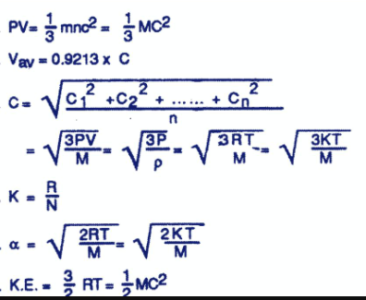 PV= 1/3 mnc² = 1/3 MC²
Vav = 0.9213 x C
C = √((C₁² +C₂² + ...... + Cn²) / n)
= √(3PV/M) = √(3P/ρ) = √(3RT/M) = √(3KT/M)
K = R/N
α = √(2RT/M) = √(2KT/M)
K.E. = 3/2 RT = 1/2 MC²